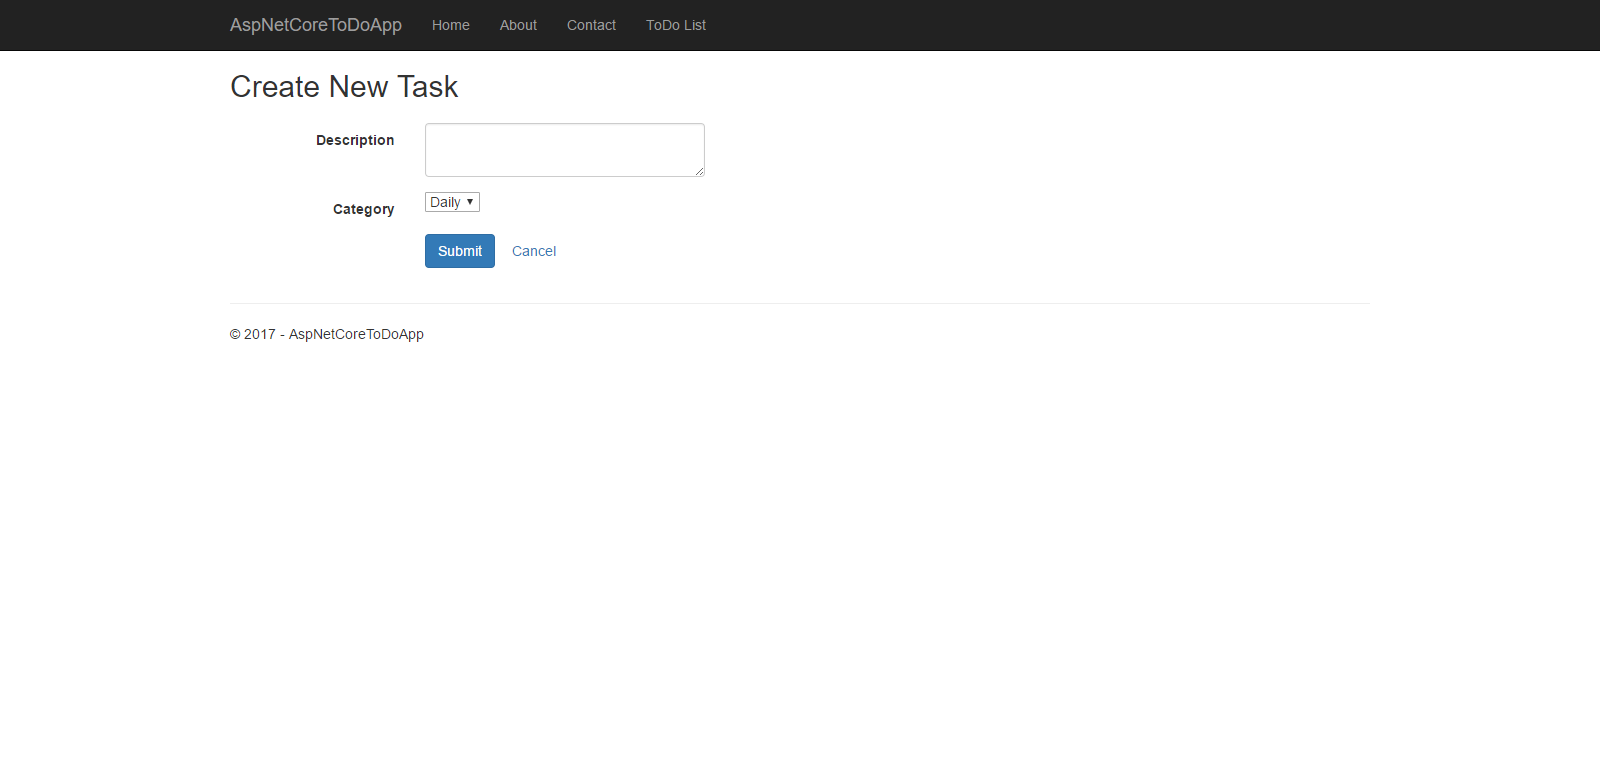 AspNetCoreToDoApp Home About Contact ToDo List
Create New Task
Description
Category Daily
Submit Cancel
© 2017 - AspNetCoreToDoApp